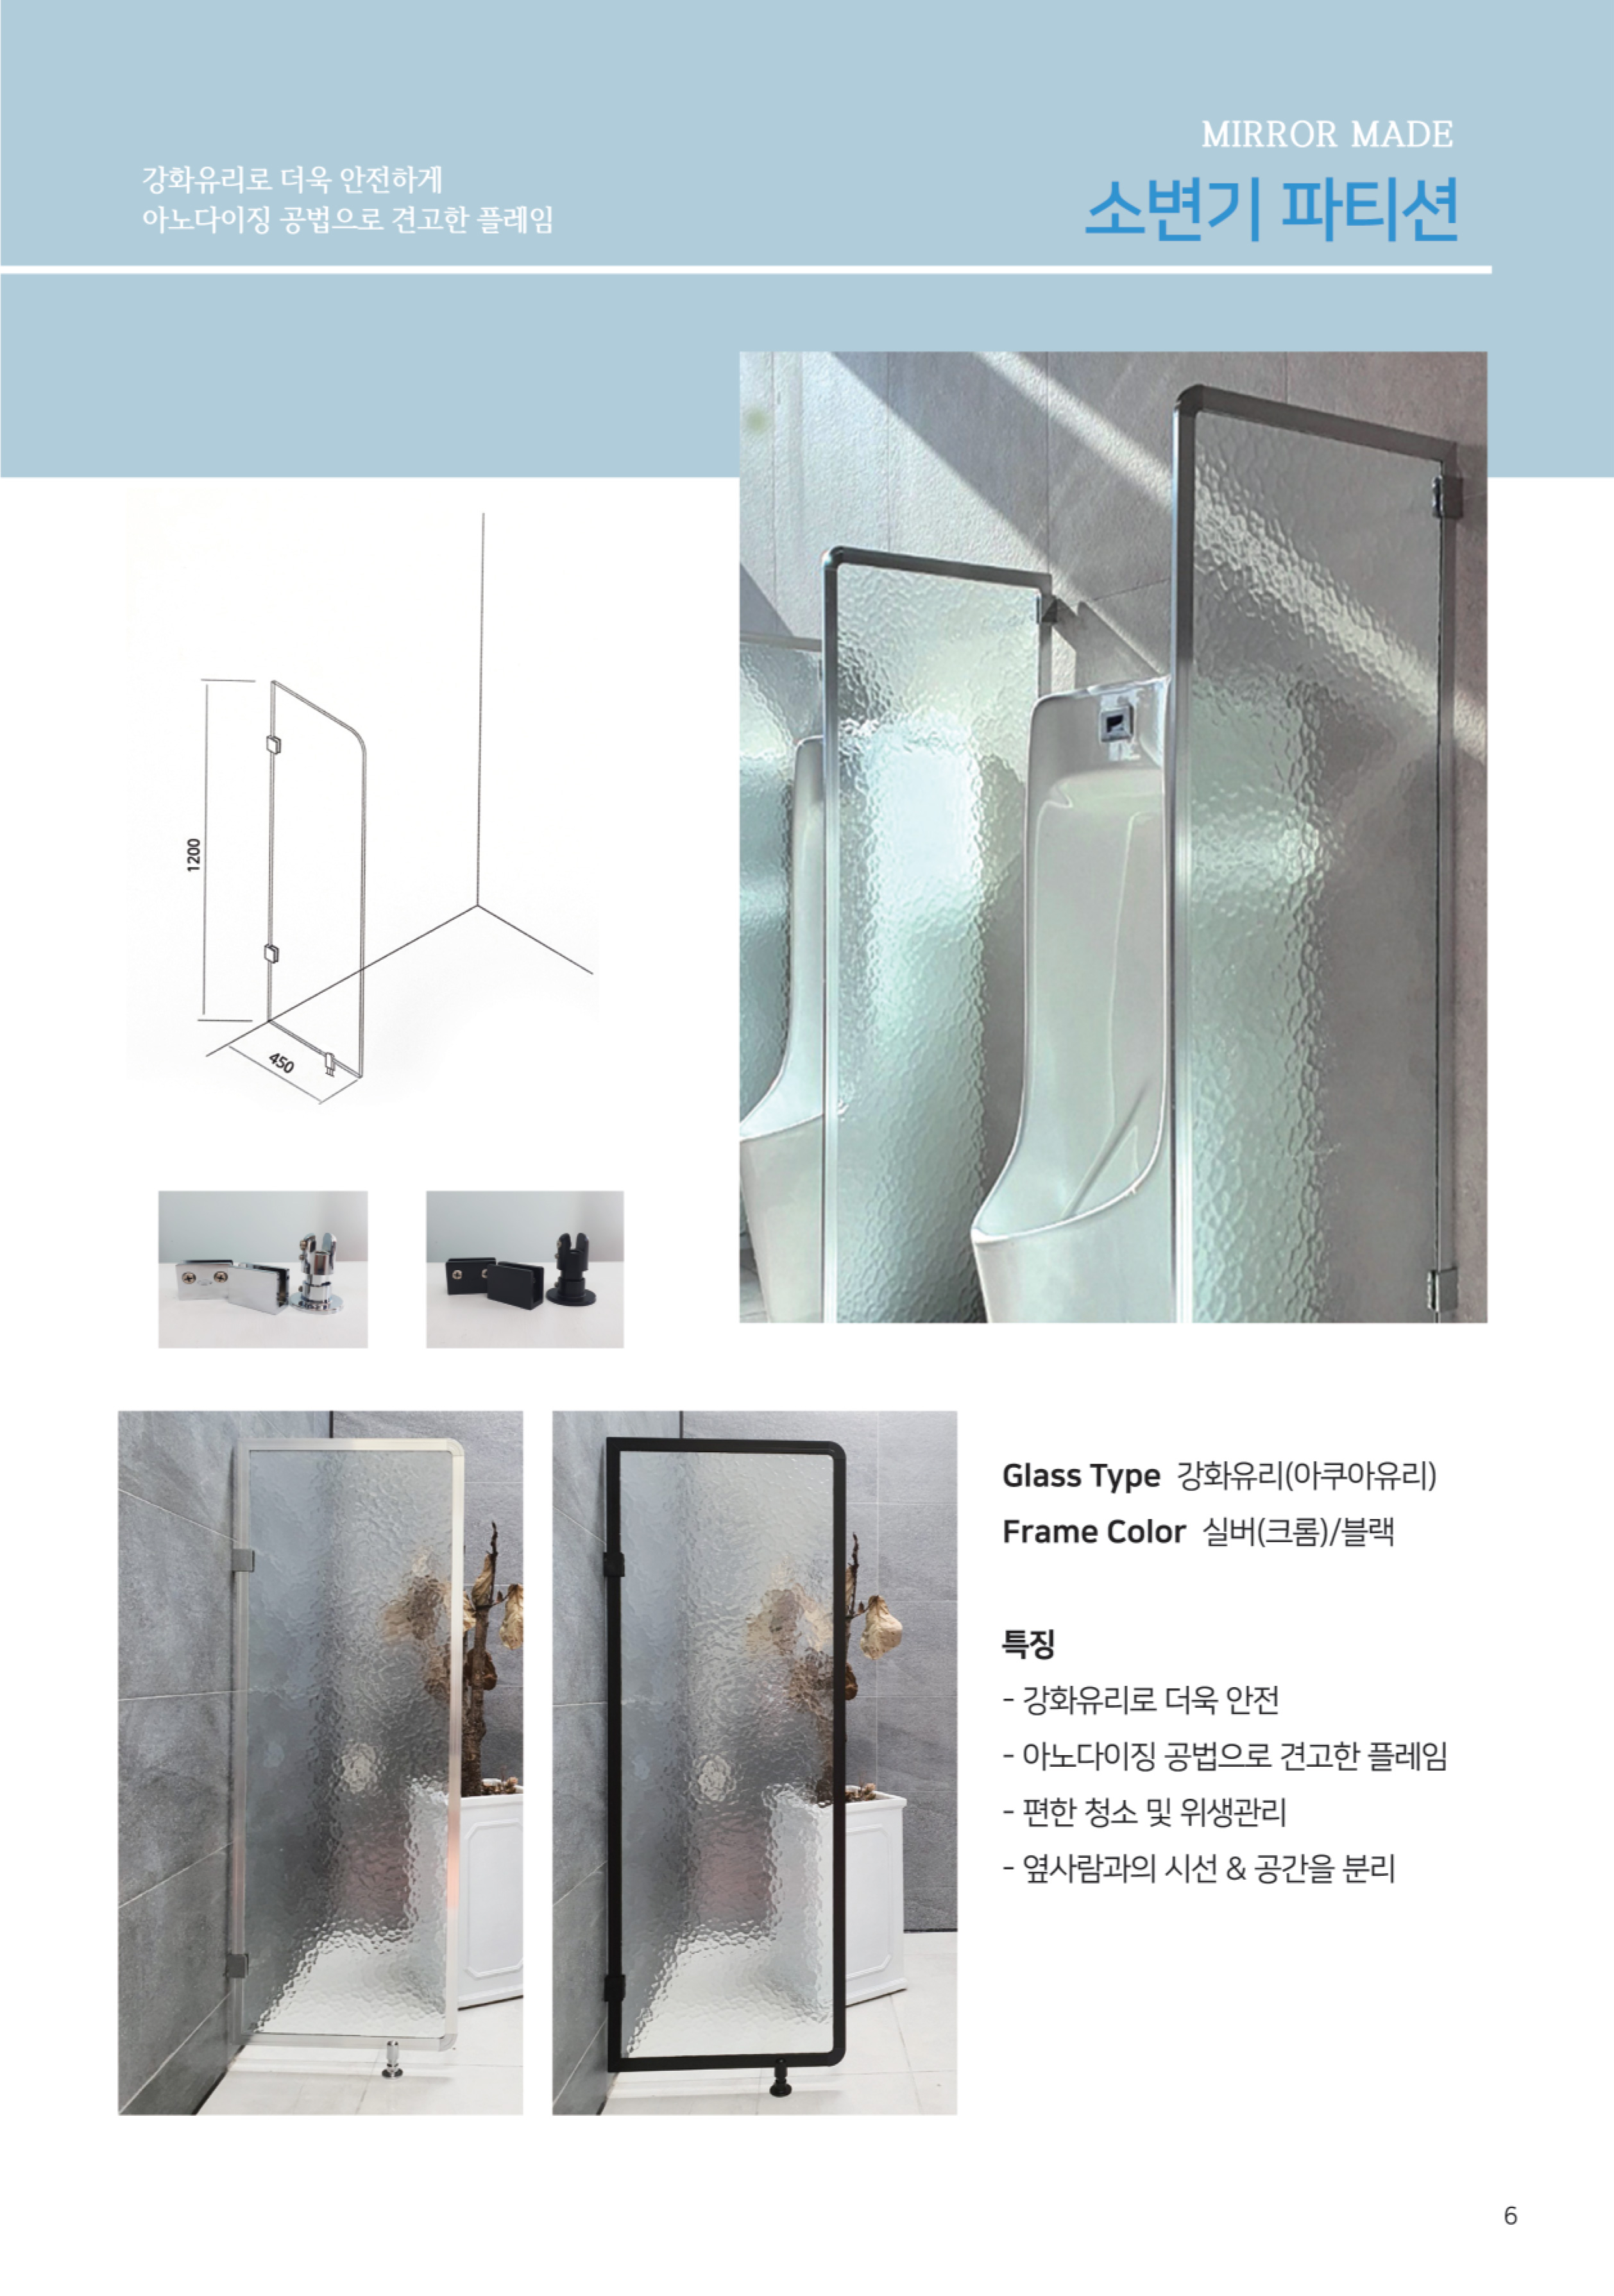 MIRROR MADE
강화유리로 더욱 안전하게
아노다이징 공법으로 견고한 플레임
소변기 파티션
1200
450
Glass Type 강화유리(아쿠아유리)
Frame Color 실버(크롬)/블랙
특징
- 강화유리로 더욱 안전
- 아노다이징 공법으로 견고한 플레임
- 편한 청소 및 위생관리
- 옆사람과의 시선 & 공간을 분리
6